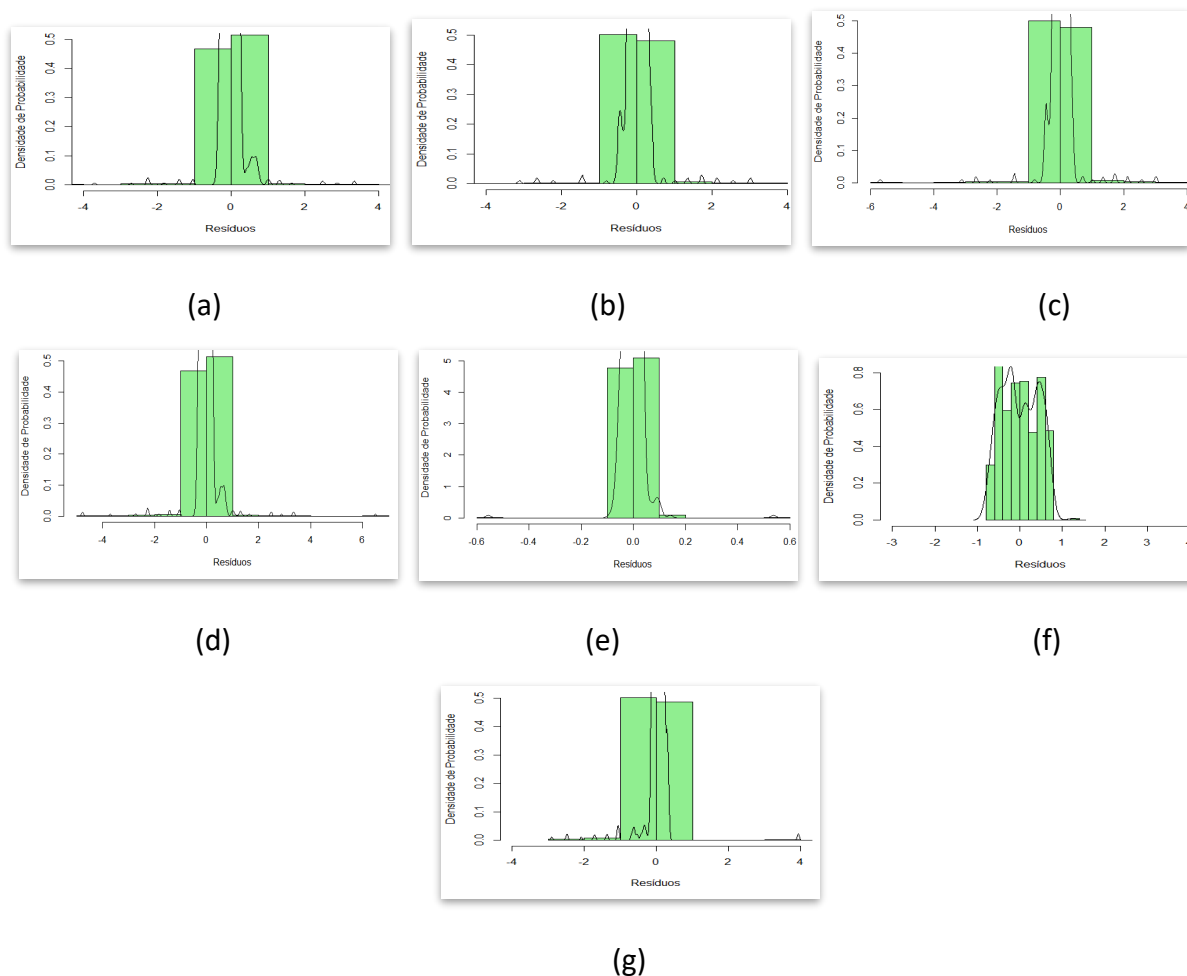 Densidade de Probabilidade
0.0 0.1 0.2 0.3 0.4 0.5
-4 -2 0 2 4
Resíduos
(a)
Densidade de Probabilidade
0.0 0.1 0.2 0.3 0.4 0.5
-4 -2 0 2 4
Resíduos
(b)
Densidade de Probabilidade
0.0 0.1 0.2 0.3 0.4 0.5
-6 -4 -2 0 2 4
Resíduos
(c)
Densidade de Probabilidade
0.0 0.1 0.2 0.3 0.4 0.5
-4 -2 0 2 4 6
Resíduos
(d)
Densidade de Probabilidade
0 1 2 3 4 5
-0.6 -0.4 -0.2 0.0 0.2 0.4 0.6
Resíduos
(e)
Densidade de Probabilidade
0.0 0.2 0.4 0.6 0.8
-3 -2 -1 0 1 2 3
Resíduos
(f)
Densidade de Probabilidade
0.0 0.1 0.2 0.3 0.4 0.5
-4 -2 0 2 4
Resíduos
(g)